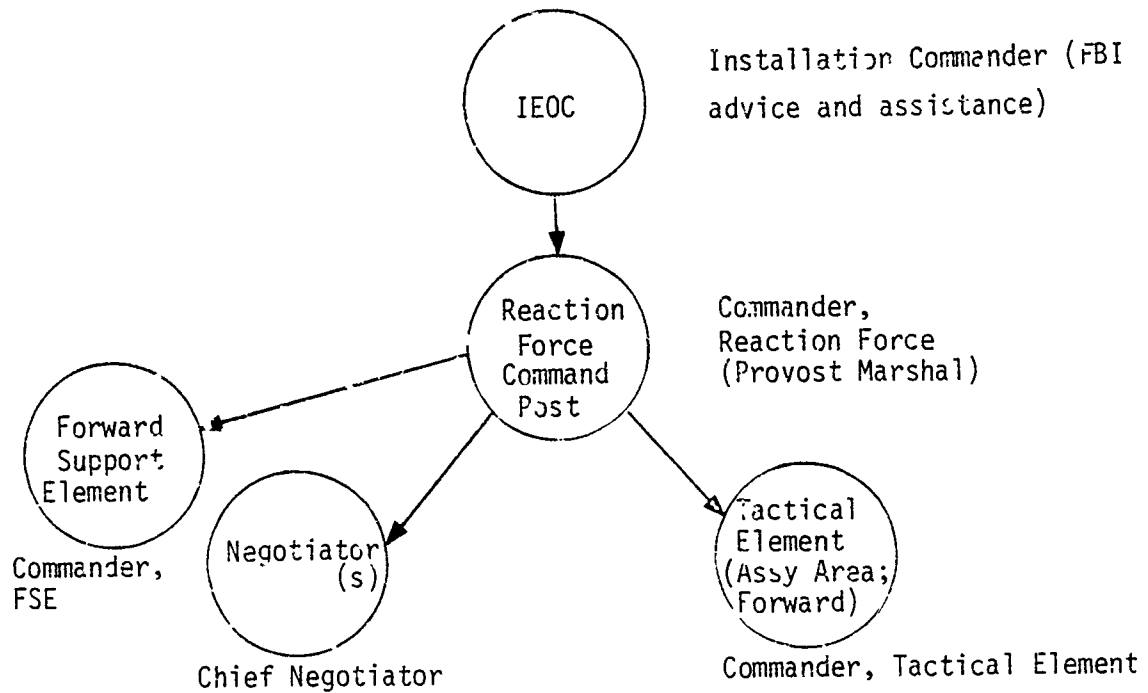 IEOC
Installation Commander (FBI
advice and assistance)
Reaction
Force
Command
Post
Commander,
Reaction Force
(Provost Marshal)
Forward
Support
Element
Commander,
FSE
Negotiator
(s)
Chief Negotiator
Tactical
Element
(Assy Area;
Forward)
Commander, Tactical Element